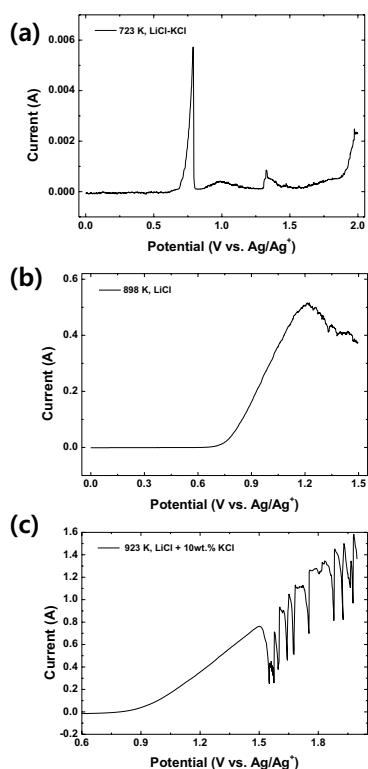 (a)
723 K, LiCl-KCl
Current (A)
0.006
0.004
0.002
0.000
0.0 0.5 1.0 1.5 2.0
Potential (V vs. Ag/Ag⁺)
(b)
898 K, LiCl
Current (A)
0.6
0.4
0.2
0.0
0.0 0.3 0.6 0.9 1.2 1.5
Potential (V vs. Ag/Ag⁺)
(c)
923 K, LiCl + 10wt.% KCl
Current (A)
1.6
1.4
1.2
1.0
0.8
0.6
0.4
0.2
0.0
-0.2
0.6 0.9 1.2 1.5 1.8
Potential (V vs. Ag/Ag⁺)